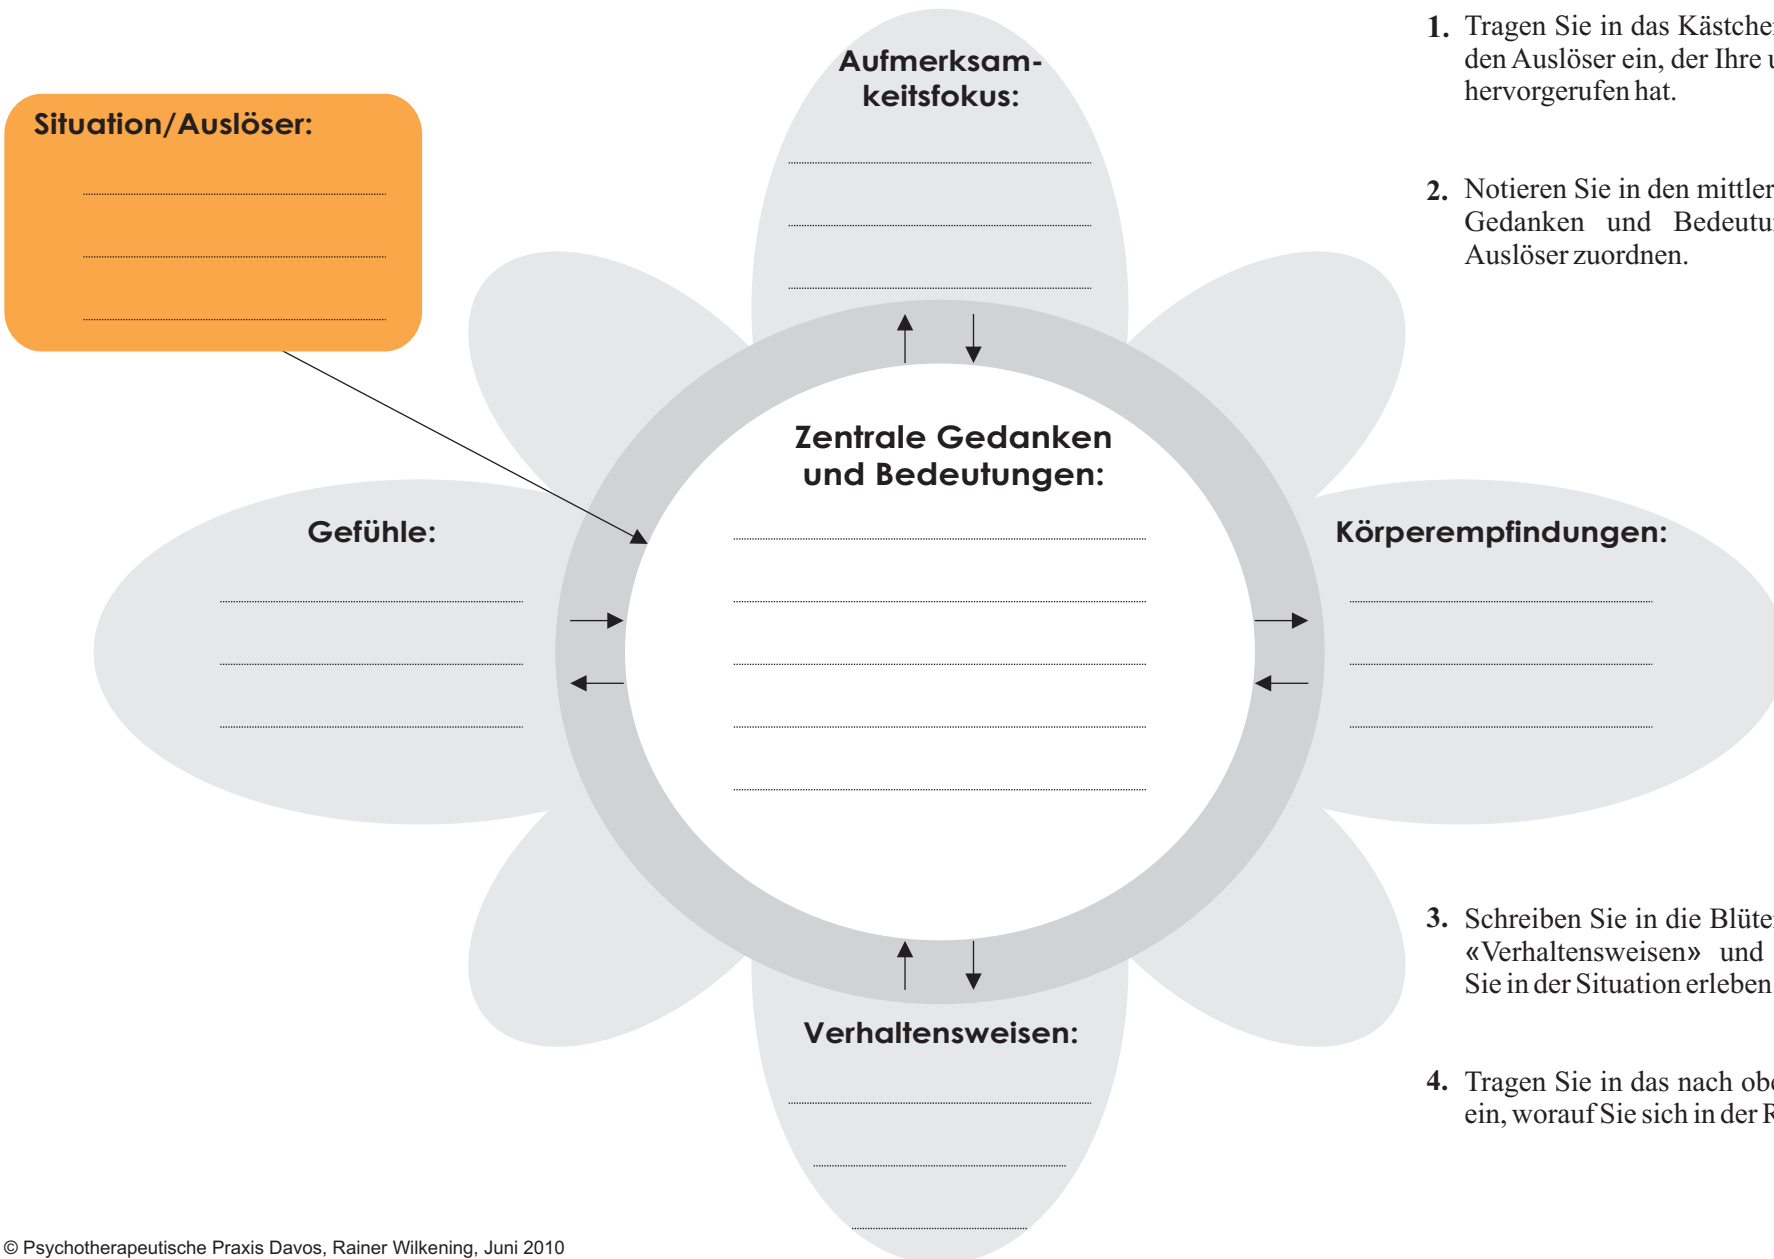 Situation/Auslöser:
Aufmerksam-
keitsfokus:
1. Tragen Sie in das Kästchen
den Auslöser ein, der Ihre
hervorgerufen hat.
2. Notieren Sie in den mittler
Gedanken und Bedeutu
Auslöser zuordnen.
Zentrale Gedanken
und Bedeutungen:
Gefühle:
Körperempfindungen:
3. Schreiben Sie in die Blüte
«Verhaltensweisen» und
Sie in der Situation erleben
Verhaltensweisen:
4. Tragen Sie in das nach obe
ein, worauf Sie sich in der
© Psychotherapeutische Praxis Davos, Rainer Wilkening, Juni 2010